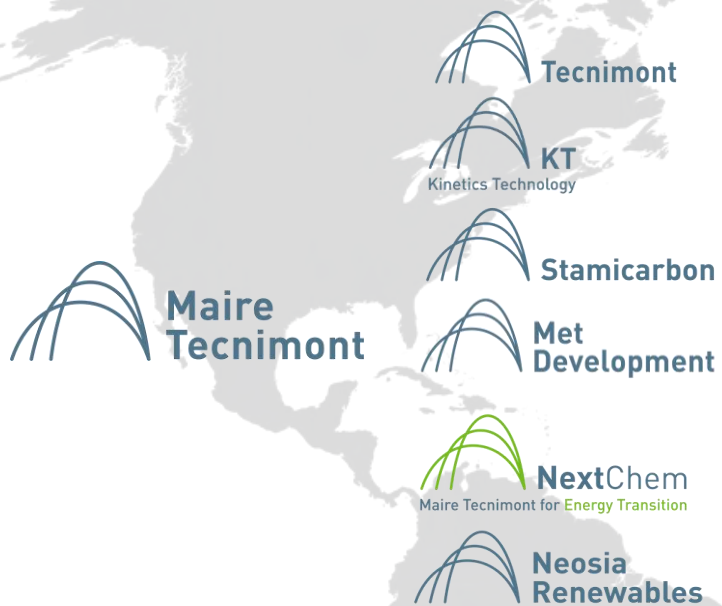 Tecnimont
KT
Kinetics Technology
Stamicarbon
Maire
Tecnimont
Met
Development
NextChem
Maire Tecnimont for Energy Transition
Neosia
Renewables